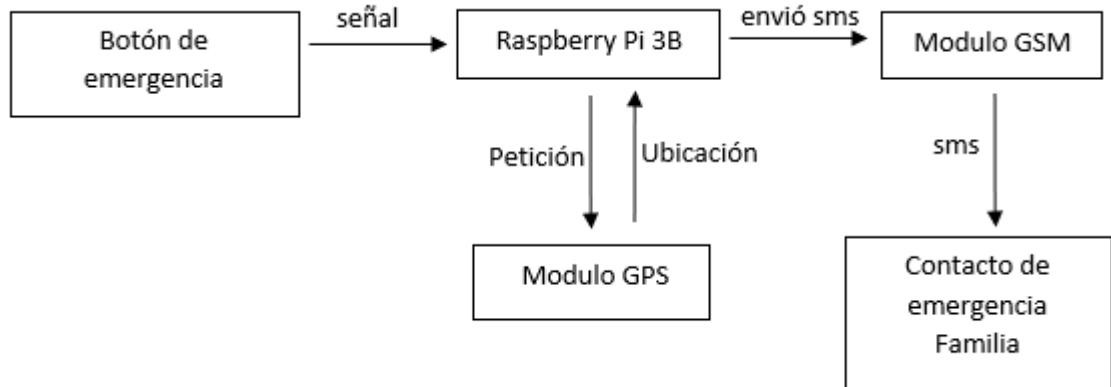 señal
envió sms
Botón de
emergencia
Raspberry Pi 3B
Modulo GSM
Petición
Ubicación
sms
Modulo GPS
Contacto de
emergencia
Familia